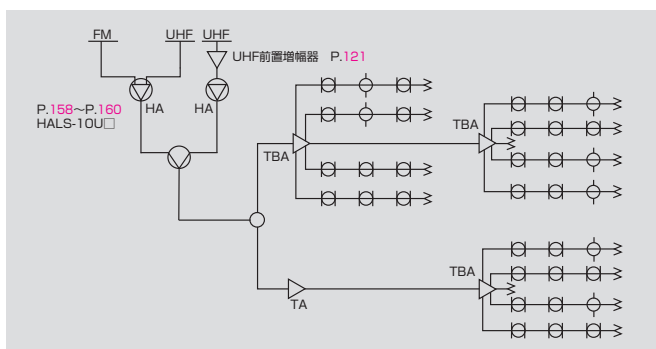 FM
UHF
UHF
UHF前置増幅器 P.121
HA
HA
P.158～P.160
HALS-10U□
TBA
TBA
TA
TBA